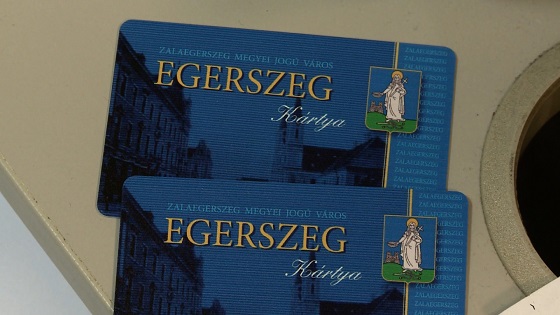 ZALAEGERSZEG MEGYEI JOGÚ VÁROS
EGERSZEG
Kártya
ZALAEGERSZEG MEGYEI JOGÚ VÁROS
EGERSZEG
Kártya